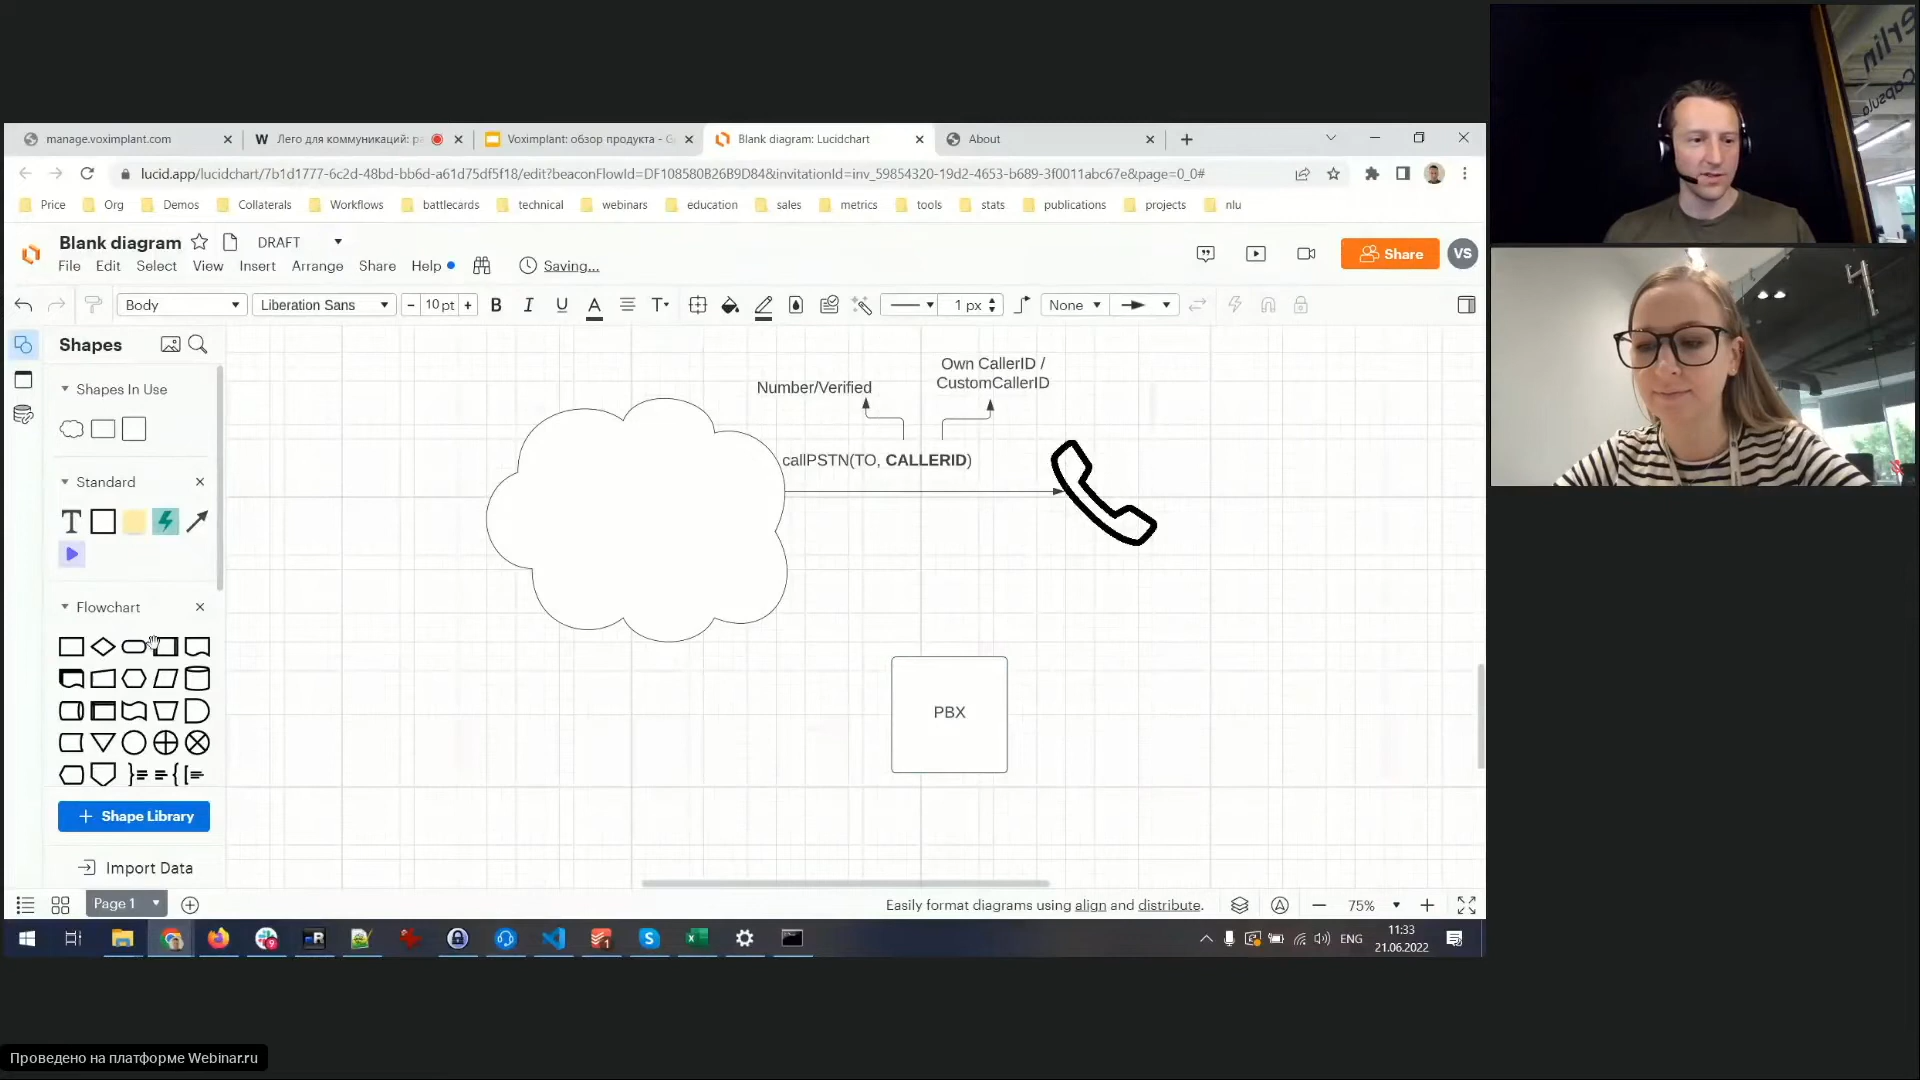 manage.voximplant.com
W Лего для коммуникаций: р
Voximplant: обзор продукта - G
Blank diagram: Lucidchart
About
lucid.app/lucidchart/7b1d1777-6c2d-48bd-bb6d-a61d75df5f18/edit?beaconFlowId=DF108580B26B9D84&invitationId=inv_59854320-19d2-4653-b689-3f0011abc67e&page=0_0#
Price Org Demos Collaterals Workflows battlecards technical webinars education sales metrics tools stats publications projects nlu
Blank diagram DRAFT
File Edit Select View Insert Arrange Share Help Saving...
Share VS
Body Liberation Sans - 10 pt + B I U A T 1 px None
Shapes
Shapes In Use
Standard
T
Flowchart
+ Shape Library
Import Data
Own CallerID /
CustomCallerID
Number/Verified
callPSTN(TO, CALLERID)
PBX
Page 1
Easily format diagrams using align and distribute.
75%
ENG
11:33
21.06.2022
erlin
Capsula
Проведено на платформе Webinar.ru